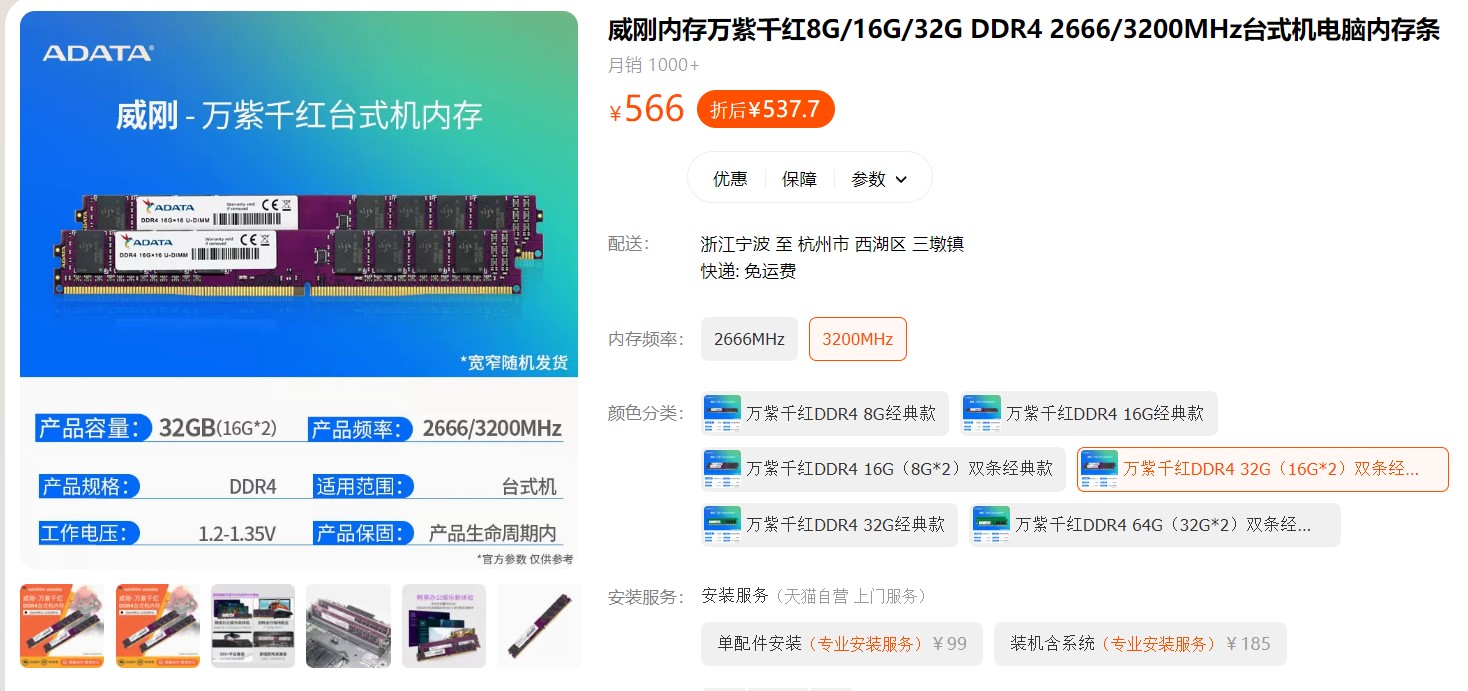 ADATA
威刚 - 万紫千红台式机内存
ADATA
DDR4 16G×16 U-DIMM
Warranty void
if removed
ADATA
DDR4 16G×16 U-DIMM
Warranty void
if removed
*宽窄随机发货
产品容量： 32GB(16G*2)
产品频率： 2666/3200MHz
产品规格： DDR4
适用范围： 台式机
工作电压： 1.2-1.35V
产品保固： 产品生命周期内
*官方参数 仅供参考
威刚内存万紫千红8G/16G/32G DDR4 2666/3200MHz台式机电脑内存条
月销 1000+
¥566 折后¥537.7
优惠 保障 参数
配送： 浙江宁波 至 杭州市 西湖区 三墩镇
快递: 免运费
内存频率： 2666MHz 3200MHz
颜色分类： 万紫千红DDR4 8G经典款 万紫千红DDR4 16G经典款
万紫千红DDR4 16G（8G*2）双条经典款 万紫千红DDR4 32G（16G*2）双条经...
万紫千红DDR4 32G经典款 万紫千红DDR4 64G（32G*2）双条经...
安装服务： 安装服务（天猫自营 上门服务）
单配件安装（专业安装服务）¥99 装机含系统（专业安装服务）¥185